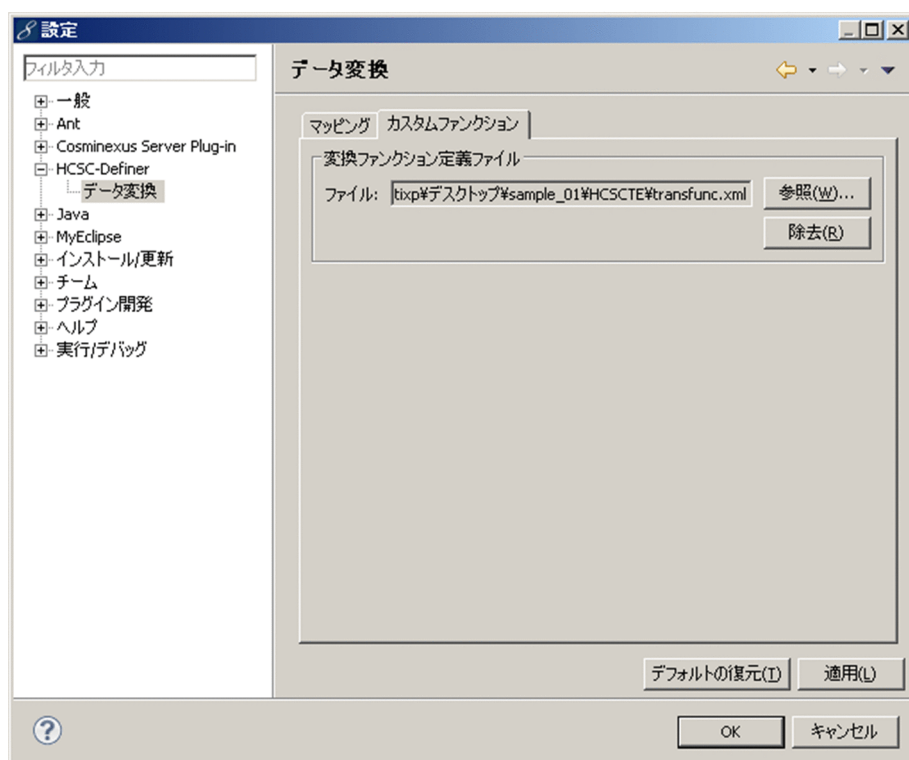 設定
フィルタ入力
一般
Ant
Cosminexus Server Plug-in
HCSC-Definer
データ変換
Java
MyEclipse
インストール/更新
チーム
プラグイン開発
ヘルプ
実行/デバッグ
データ変換
マッピング カスタムファンクション
変換ファンクション定義ファイル
ファイル: tixp¥デスクトップ¥sample_01¥HCSCTE¥transfunc.xml 参照(W)...
除去(R)
デフォルトの復元(T) 適用(L)
OK キャンセル